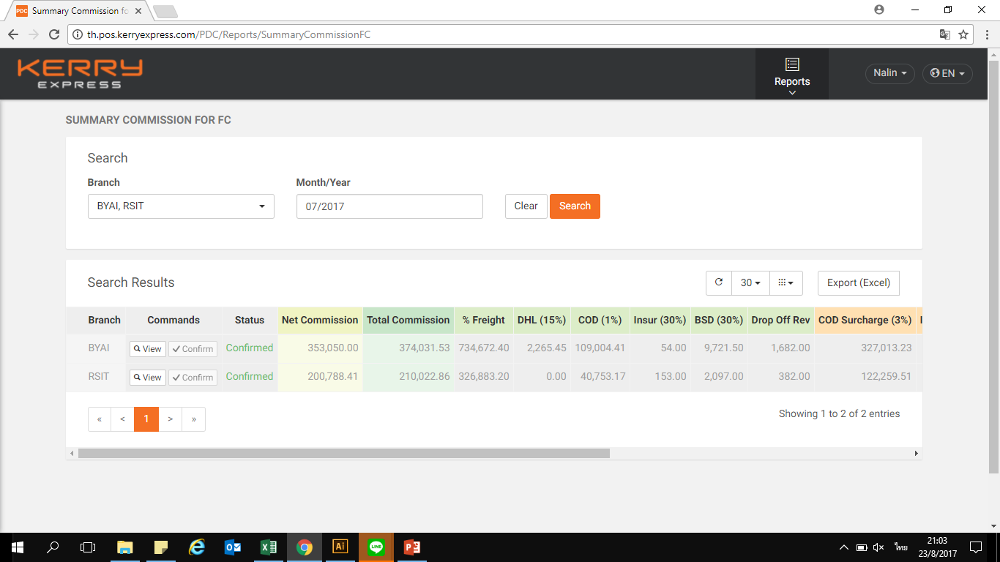 PDC Summary Commission fo
th.pos.kerryexpress.com/PDC/Reports/SummaryCommissionFC
KERRY
EXPRESS
Reports
Nalin
EN
SUMMARY COMMISSION FOR FC
Search
Branch Month/Year
BYAI, RSIT 07/2017 Clear Search
Search Results 30 Export (Excel)
Branch Commands Status Net Commission Total Commission % Freight DHL (15%) COD (1%) Insur (30%) BSD (30%) Drop Off Rev COD Surcharge (3%)
BYAI View Confirm Confirmed 353,050.00 374,031.53 734,672.40 2,265.45 109,004.41 54.00 9,721.50 1,682.00 327,013.23
RSIT View Confirm Confirmed 200,788.41 210,022.86 326,883.20 0.00 40,753.17 153.00 2,097.00 382.00 122,259.51
« < 1 > » Showing 1 to 2 of 2 entries
Ai LINE ไทย 21:03
23/8/2017